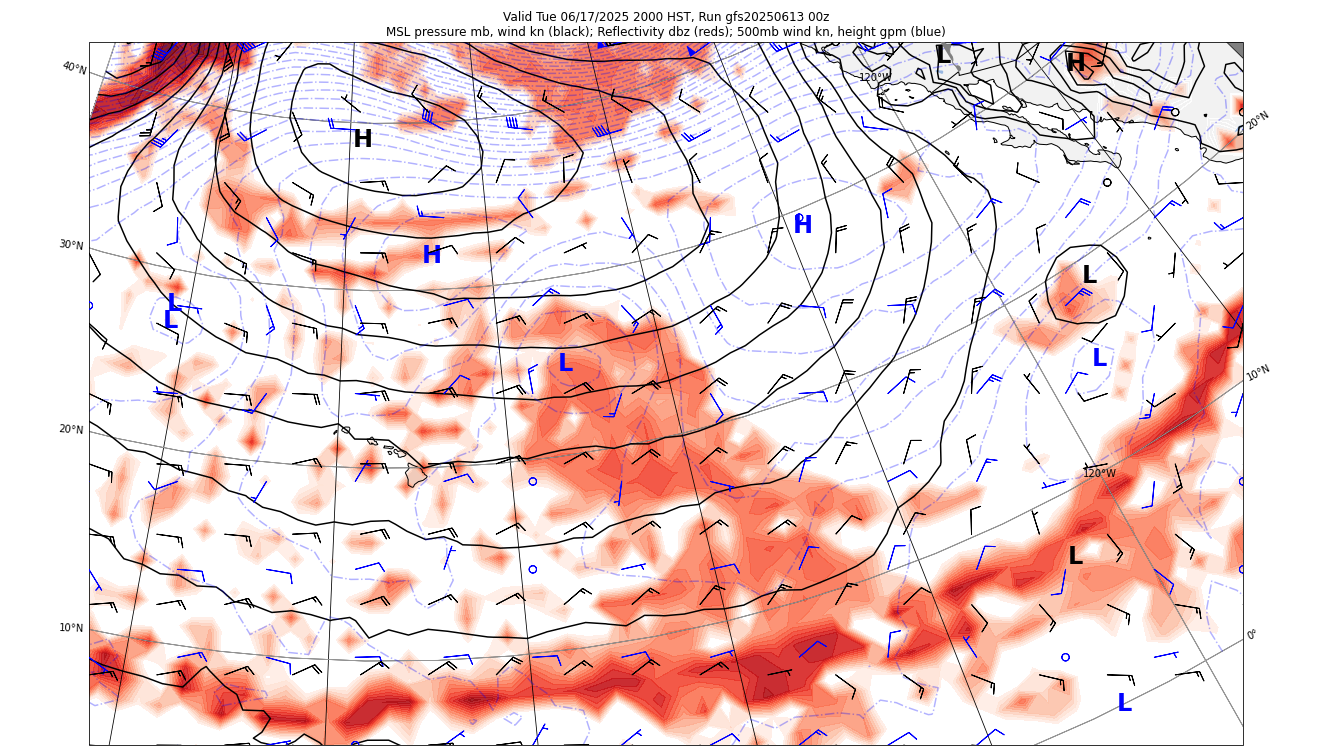 Valid Tue 06/17/2025 2000 HST, Run gfs20250613 00z
MSL pressure mb, wind kn (black); Reflectivity dbz (reds); 500mb wind kn, height gpm (blue)
L
H
40°N
120°W
20°N
H
H
30°N
H
L
L
L
L
L
10°N
20°N
120°W
L
10°N
0°
L